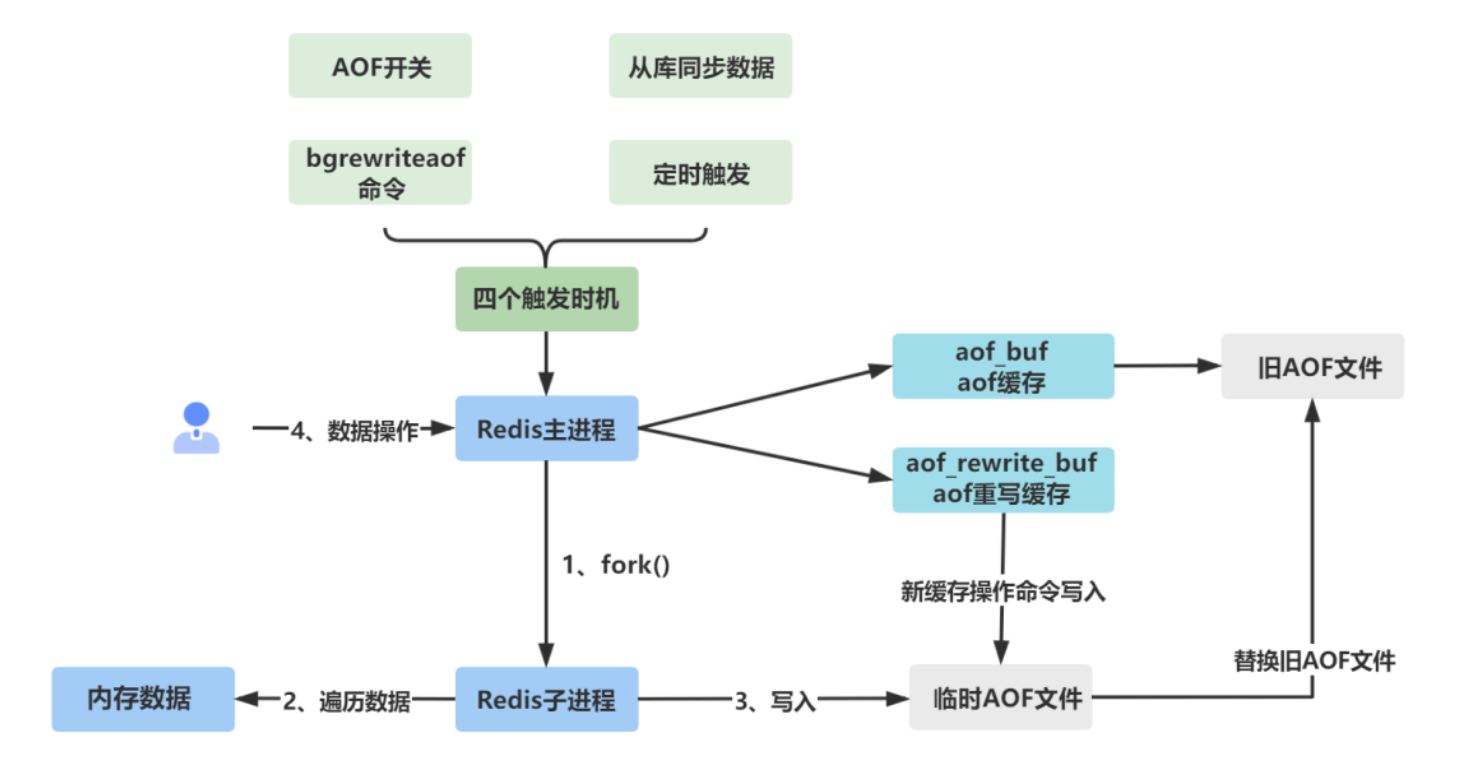 AOF开关
从库同步数据
bgrewriteaof
命令
定时触发
四个触发时机
aof_buf
aof缓存
旧AOF文件
4、数据操作
Redis主进程
aof_rewrite_buf
aof重写缓存
1、fork()
新缓存操作命令写入
替换旧AOF文件
内存数据
2、遍历数据
Redis子进程
3、写入
临时AOF文件